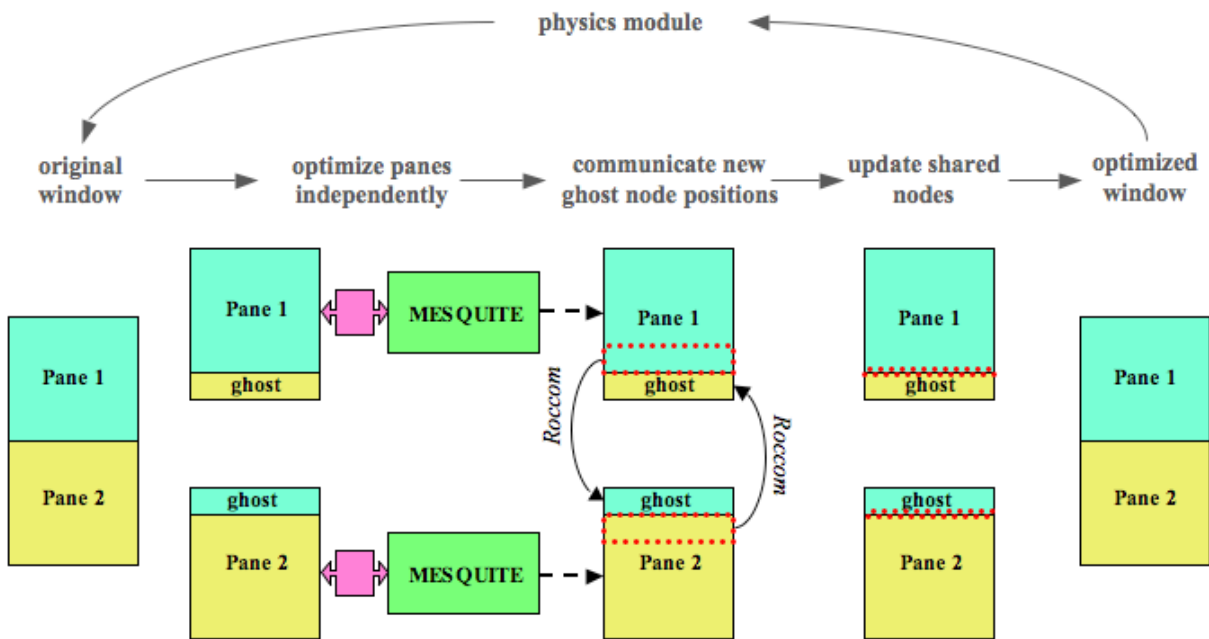 physics module
original
window
optimize panes
independently
communicate new
ghost node positions
update shared
nodes
optimized
window
Pane 1
ghost
MESQUITE
Pane 1
ghost
Pane 1
ghost
Pane 1
Pane 2
Pane 1
Pane 2
Roccom
Roccom
ghost
Pane 2
MESQUITE
ghost
Pane 2
ghost
Pane 2